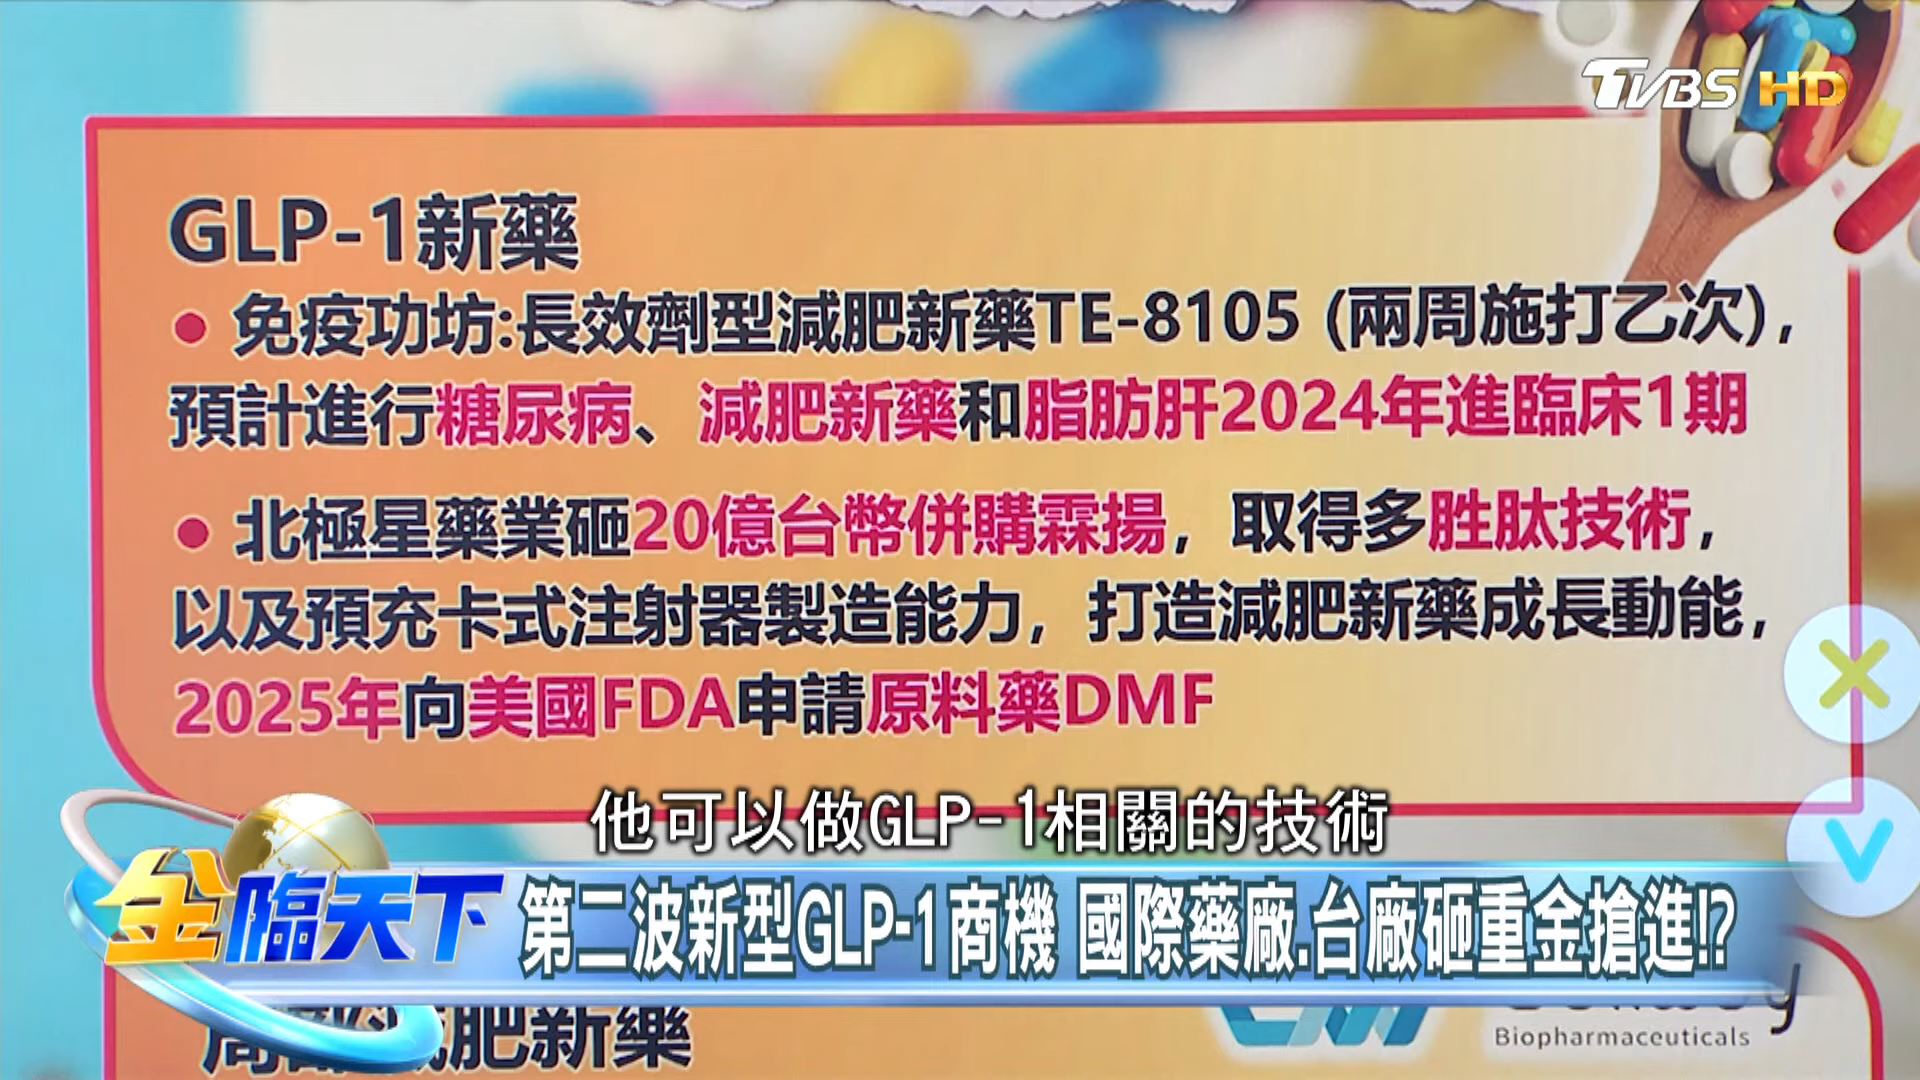 TVBS HD
GLP-1新藥
● 免疫功坊:長效劑型減肥新藥TE-8105 (兩周施打乙次),
預計進行糖尿病、減肥新藥和脂肪肝2024年進臨床1期
● 北極星藥業砸20億台幣併購霖揚,取得多胜肽技術,
以及預充卡式注射器製造能力,打造減肥新藥成長動能,
2025年向美國FDA申請原料藥DMF
他可以做GLP-1相關的技術
金臨天下
第二波新型GLP-1商機 國際藥廠.台廠砸重金搶進!?
減肥新藥
Biopharmaceuticals